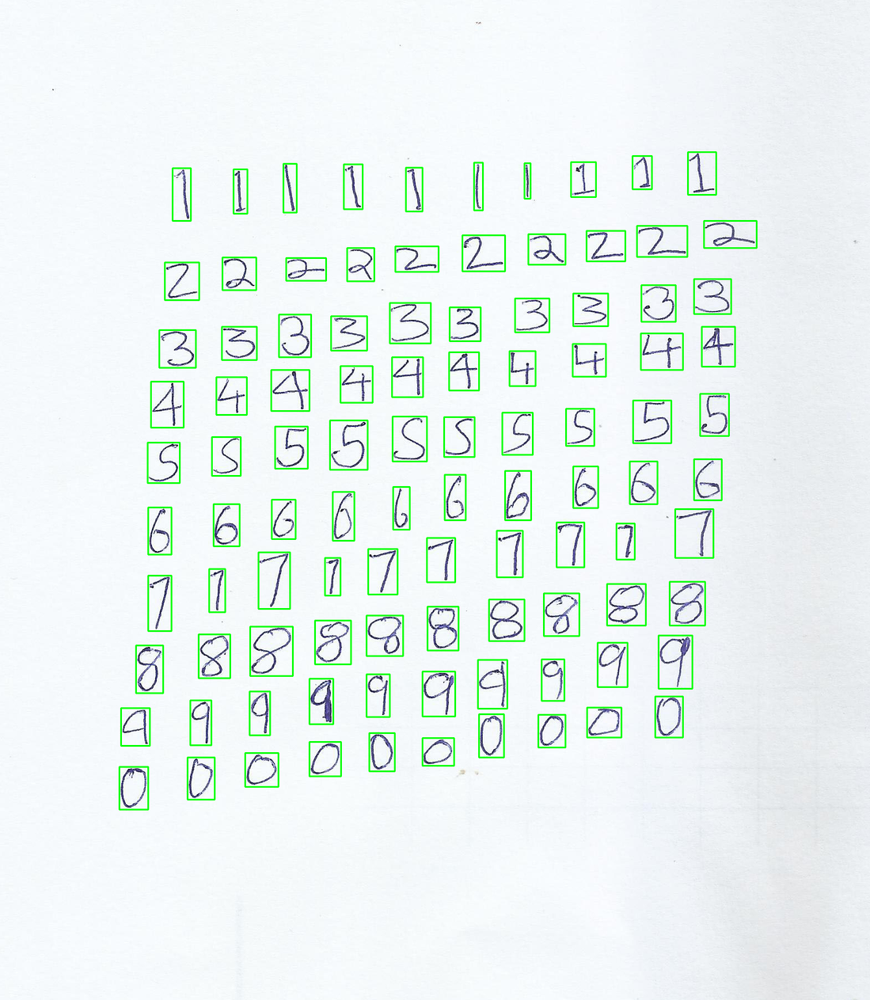 1 1 1 1 1 1 1 1 1 1
2 2 2 2 2 2 2 2 2 2
3 3 3 3 3 3 3 3 3 3
4 4 4 4 4 4 4 4 4 4
5 5 5 5 5 5 5 5 5 5
6 6 6 6 6 6 6 6 6 6
7 7 7 7 7 7 7 7 7 7
8 8 8 8 8 8 8 8 8 8
9 9 9 9 9 9 9 9 9 9
0 0 0 0 0 0 0 0 0 0